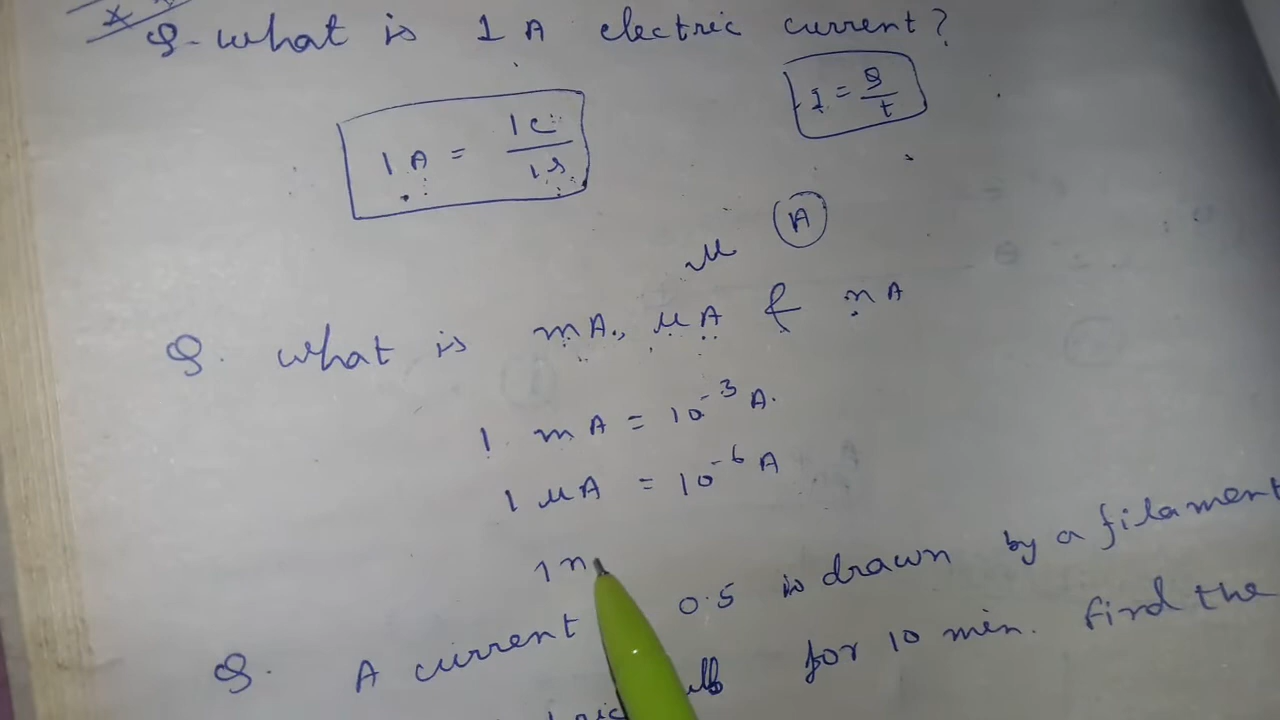 Q. what is 1 A electric current?
1 A = 1C / 1s
I = Q / t
μ A
Q. what is mA, μA & nA
1 mA = 10⁻³ A.
1 μA = 10⁻⁶ A
1 n
Q. A current 0.5 is drawn by a filament
for 10 min. find the